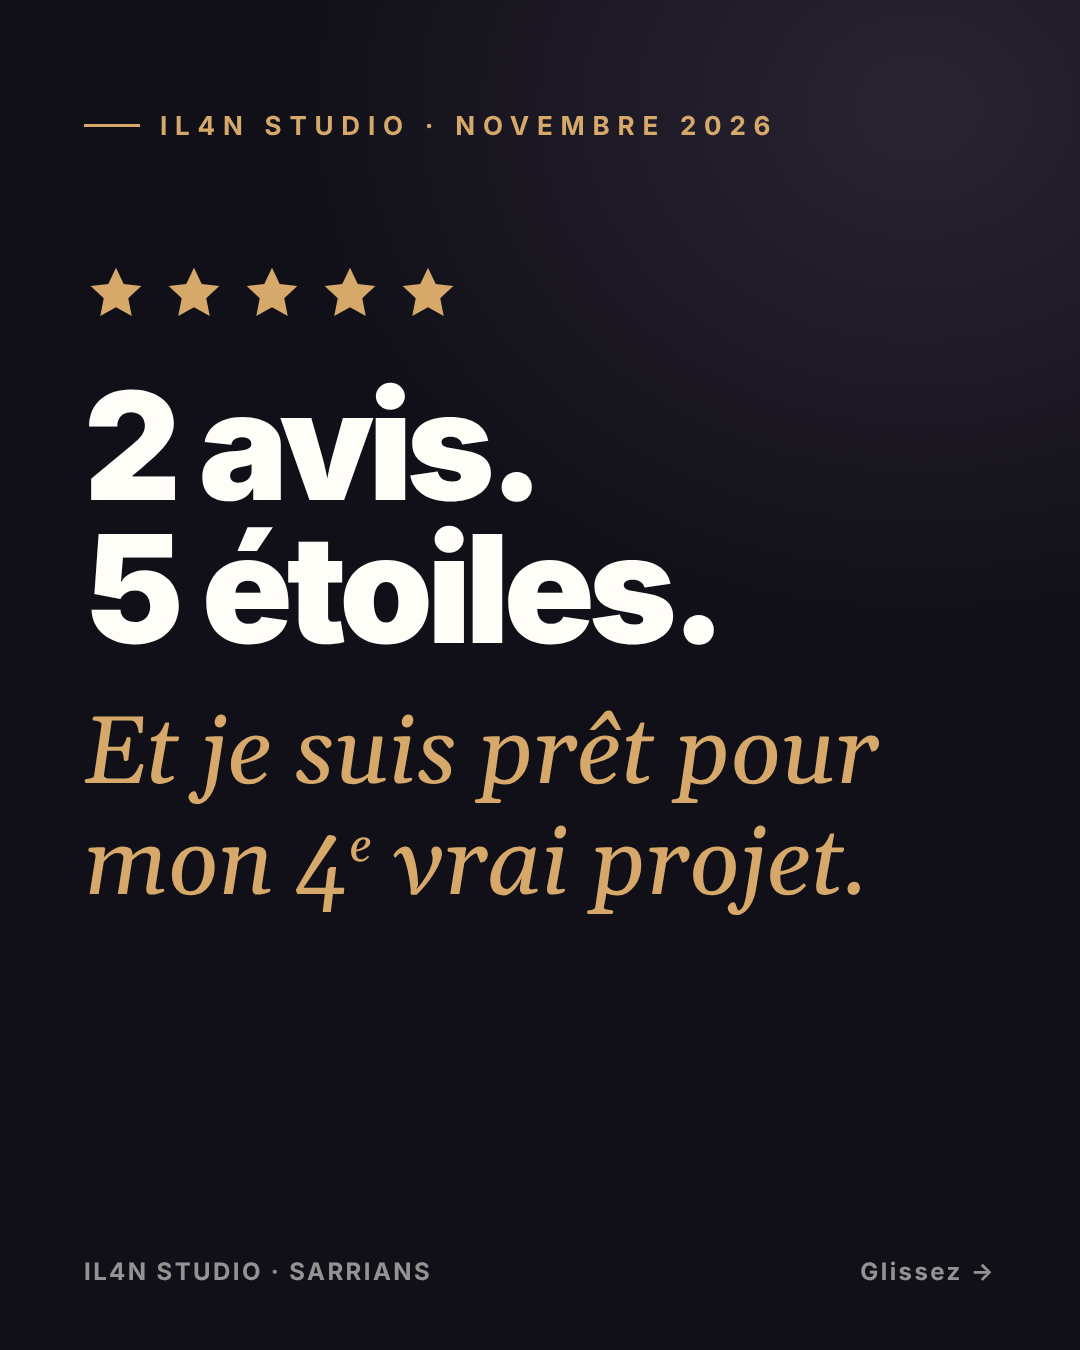 IL4N STUDIO · NOVEMBRE 2026
2 avis.
5 étoiles.
Et je suis prêt pour
mon 4e vrai projet.
IL4N STUDIO · SARRIANS
Glissez →